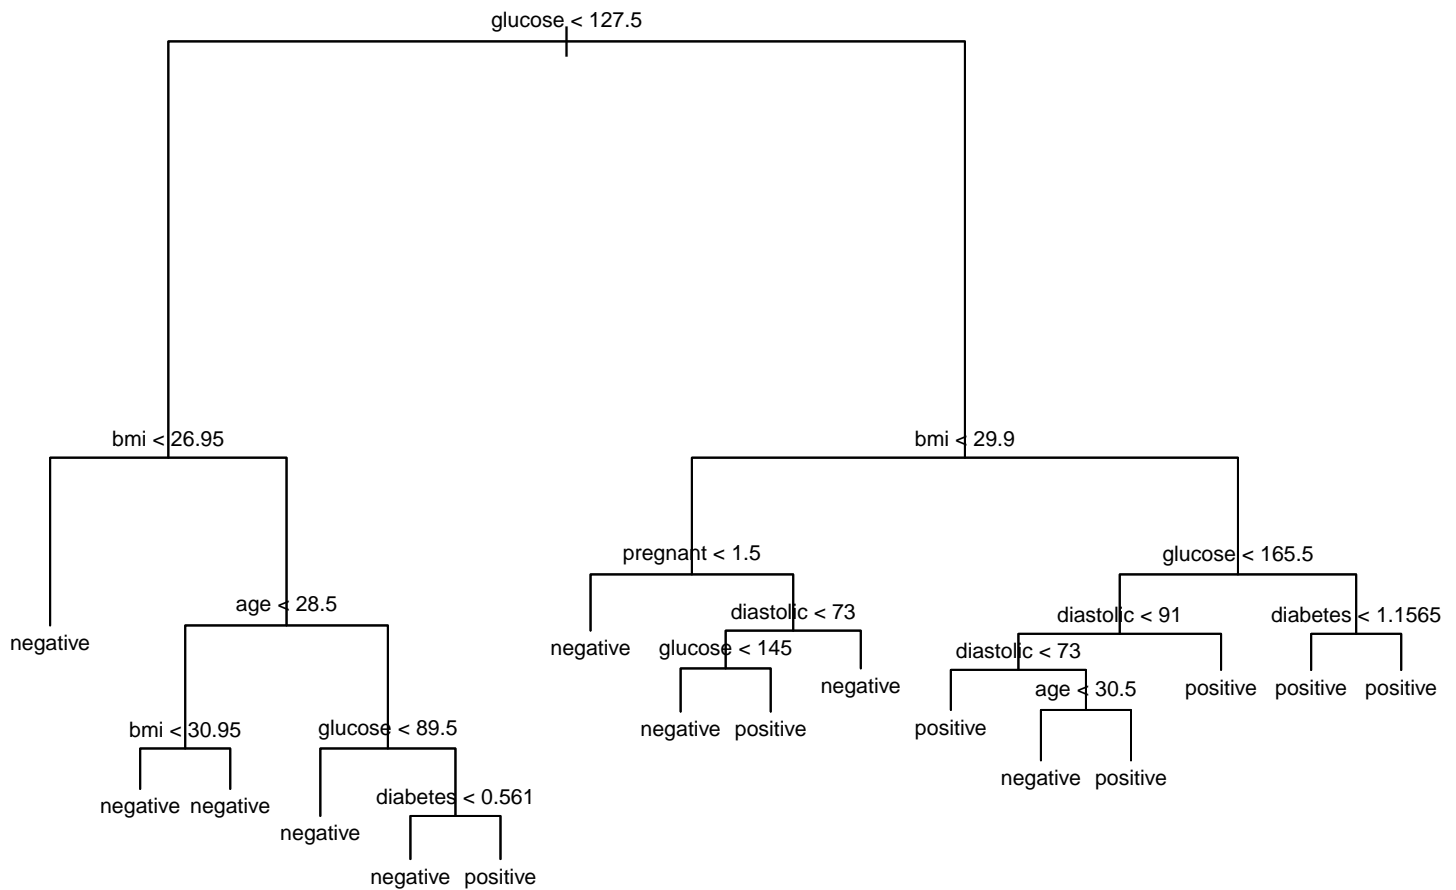 glucose < 127.5
bmi < 26.95
bmi < 29.9
pregnant < 1.5
glucose < 165.5
age < 28.5
diastolic < 73
diastolic < 91
diabetes < 1.1565
negative
negative
glucose < 145
diastolic < 73
negative
age < 30.5
positive
positive
positive
bmi < 30.95
glucose < 89.5
negative
positive
positive
negative
positive
negative
negative
diabetes < 0.561
negative
negative
positive